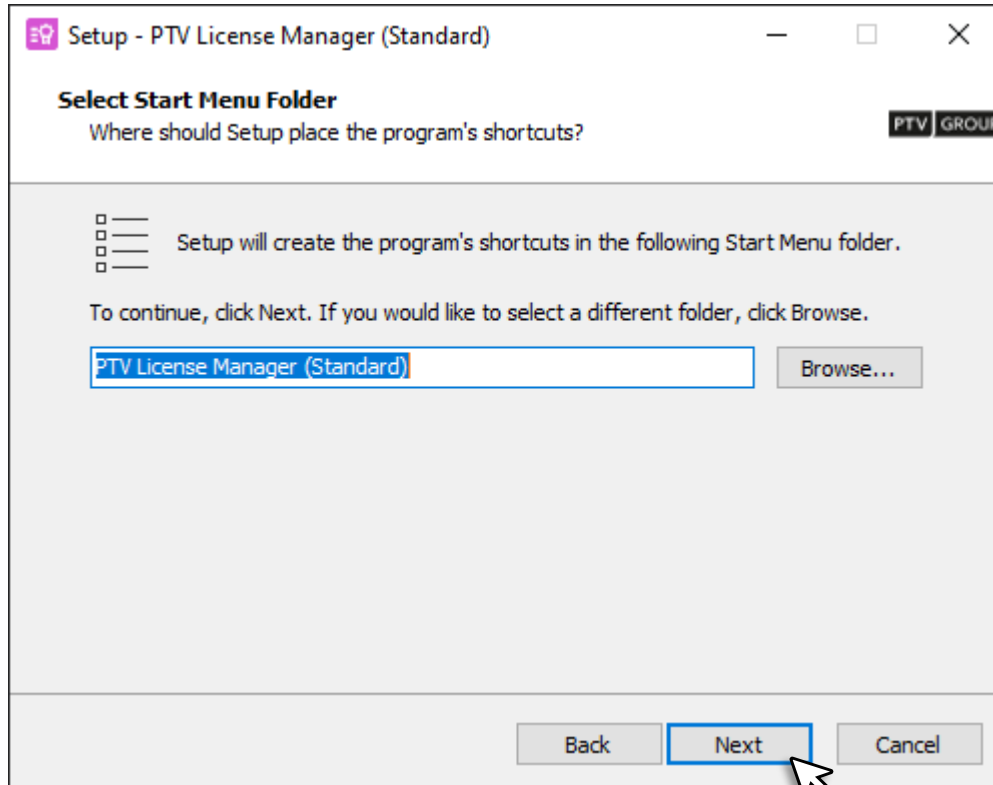 Setup - PTV License Manager (Standard)
Select Start Menu Folder
Where should Setup place the program's shortcuts?
PTV GROUP
Setup will create the program's shortcuts in the following Start Menu folder.
To continue, click Next. If you would like to select a different folder, click Browse.
PTV License Manager (Standard)
Browse...
Back
Next
Cancel